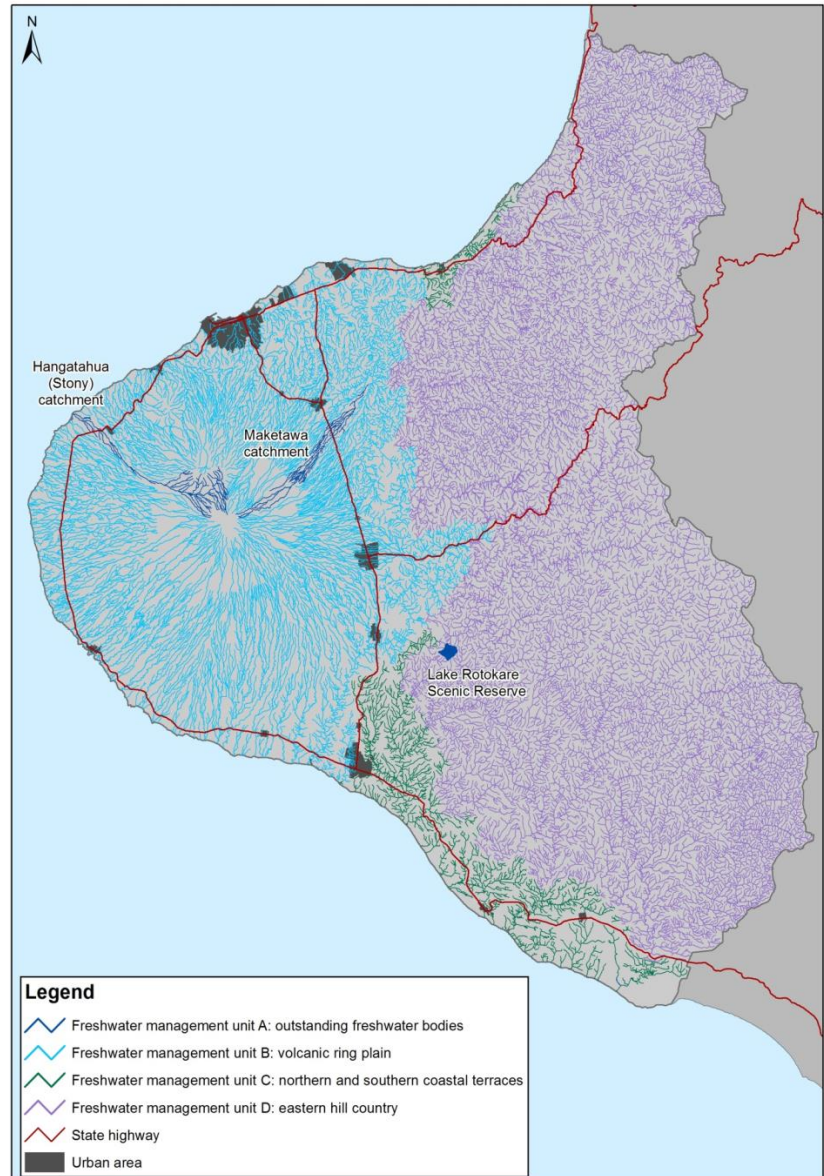 N
Hangatahua
(Stony)
catchment
Maketawa
catchment
Lake Rotokare
Scenic Reserve
Legend
Freshwater management unit A: outstanding freshwater bodies
Freshwater management unit B: volcanic ring plain
Freshwater management unit C: northern and southern coastal terraces
Freshwater management unit D: eastern hill country
State highway
Urban area